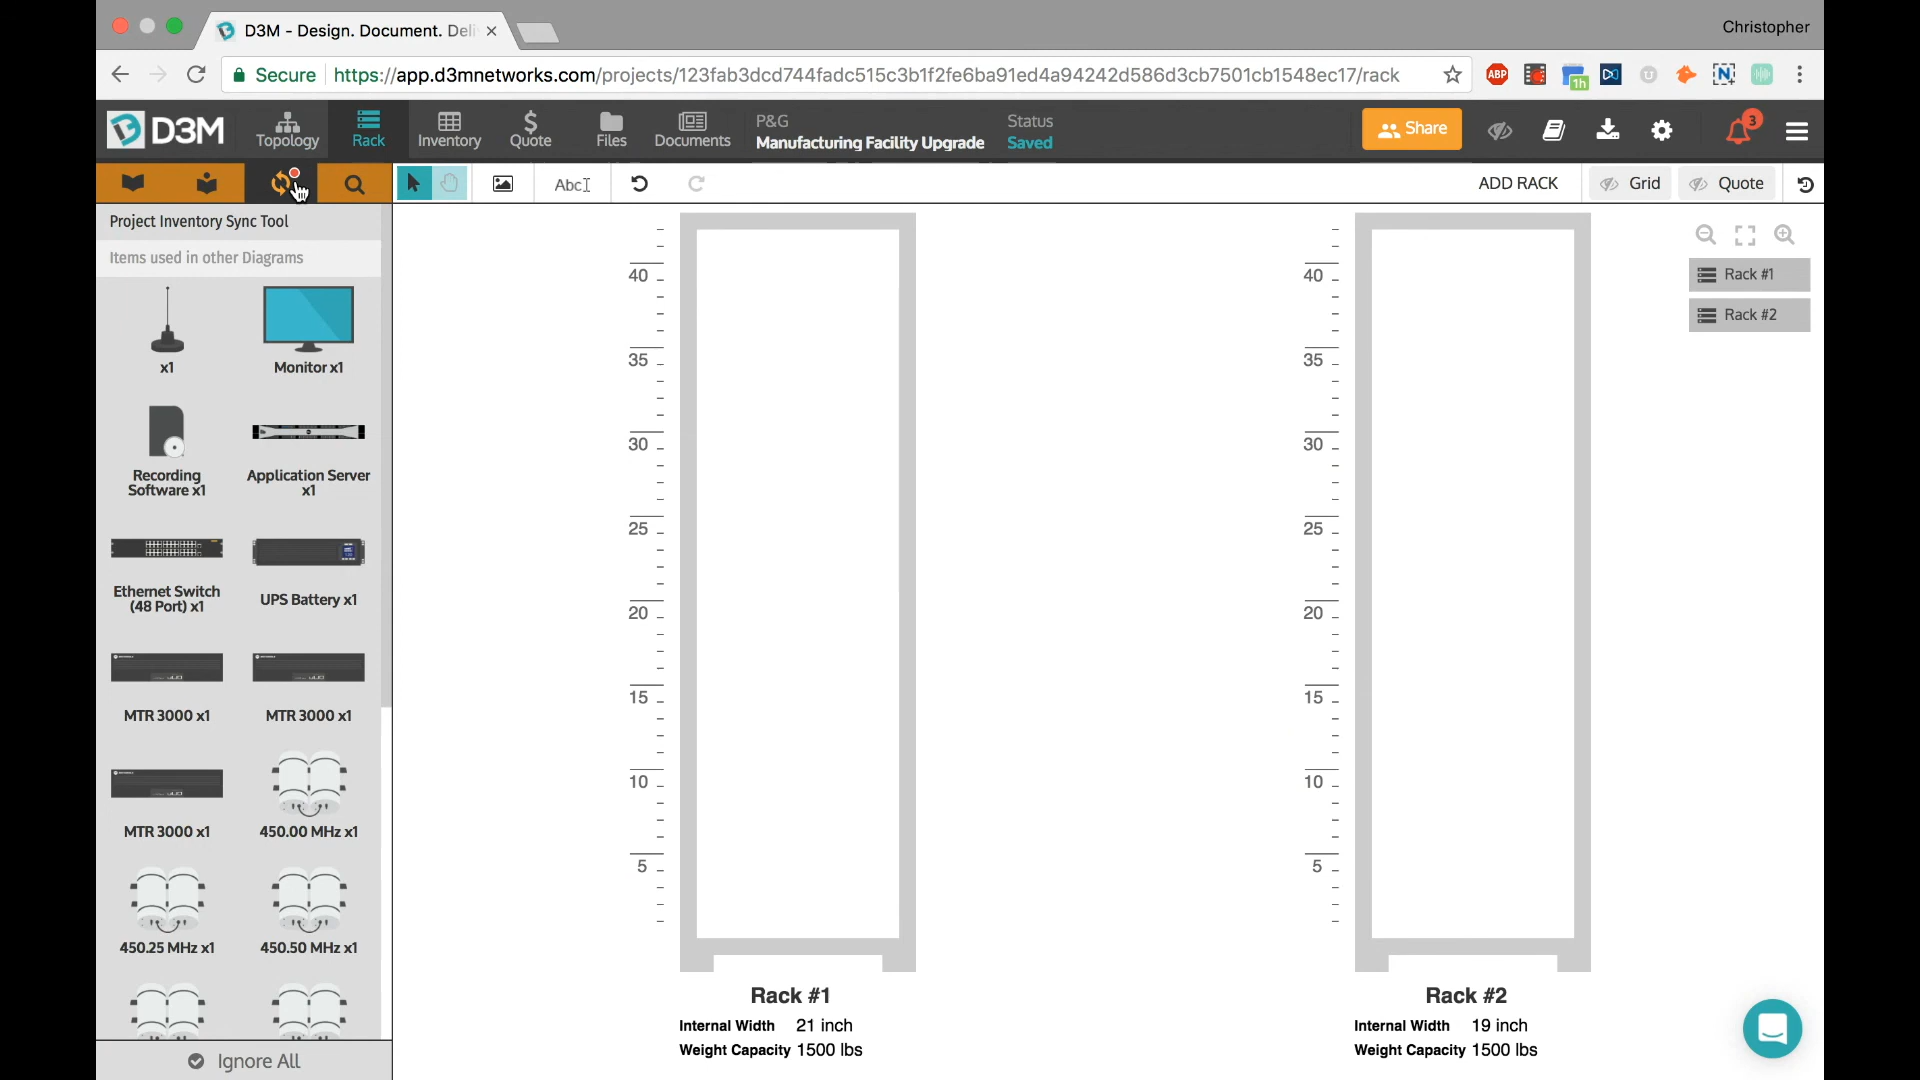 D3M - Design. Document. Deli
Christopher
Secure
https://app.d3mnetworks.com/projects/123fab3dcd744fadc515c3b1f2fe6ba91ed4a94242d586d3cb7501cb1548ec17/rack
ABP
1h
D3M
Topology
Rack
Inventory
Quote
Files
Documents
P&G
Manufacturing Facility Upgrade
Status
Saved
Share
3
Abc
ADD RACK
Grid
Quote
Project Inventory Sync Tool
Items used in other Diagrams
x1
Monitor x1
Recording
Software x1
Application Server
x1
Ethernet Switch
(48 Port) x1
UPS Battery x1
MTR 3000 x1
MTR 3000 x1
MTR 3000 x1
450.00 MHz x1
450.25 MHz x1
450.50 MHz x1
Ignore All
40
35
30
25
20
15
10
5
Rack #1
Internal Width 21 inch
Weight Capacity 1500 lbs
40
35
30
25
20
15
10
5
Rack #2
Internal Width 19 inch
Weight Capacity 1500 lbs
Rack #1
Rack #2